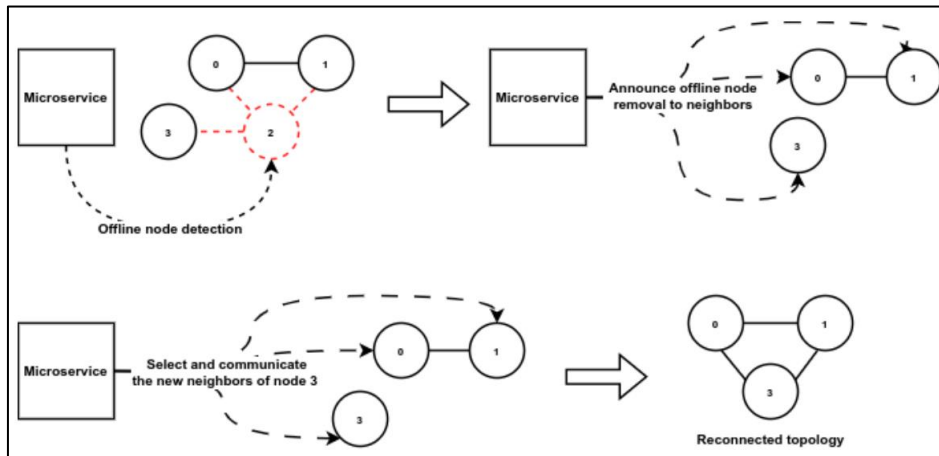 0
1
Microservice
3
2
Offline node detection
Microservice
Announce offline node
removal to neighbors
0
1
3
Microservice
Select and communicate
the new neighbors of node 3
0
1
3
0
1
3
Reconnected topology